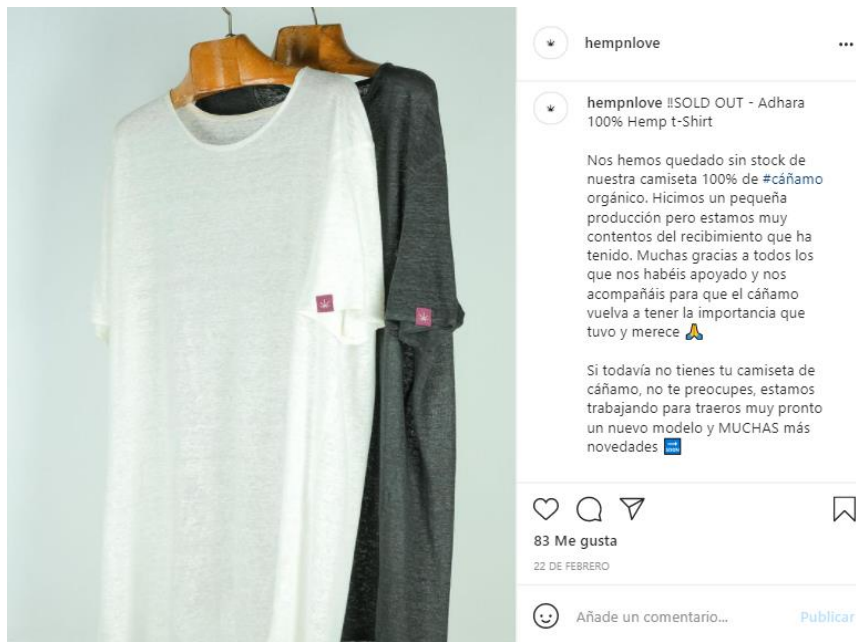 hempnlove
hempnlove ‼SOLD OUT - Adhara
100% Hemp t-Shirt
Nos hemos quedado sin stock de
nuestra camiseta 100% de #cáñamo
orgánico. Hicimos un pequeña
producción pero estamos muy
contentos del recibimiento que ha
tenido. Muchas gracias a todos los
que nos habéis apoyado y nos
acompañáis para que el cáñamo
vuelva a tener la importancia que
tuvo y merece 🙏
Si todavía no tienes tu camiseta de
cáñamo, no te preocupes, estamos
trabajando para traeros muy pronto
un nuevo modelo y MUCHAS más
novedades 🔜
83 Me gusta
22 DE FEBRERO
Añade un comentario...
Publicar